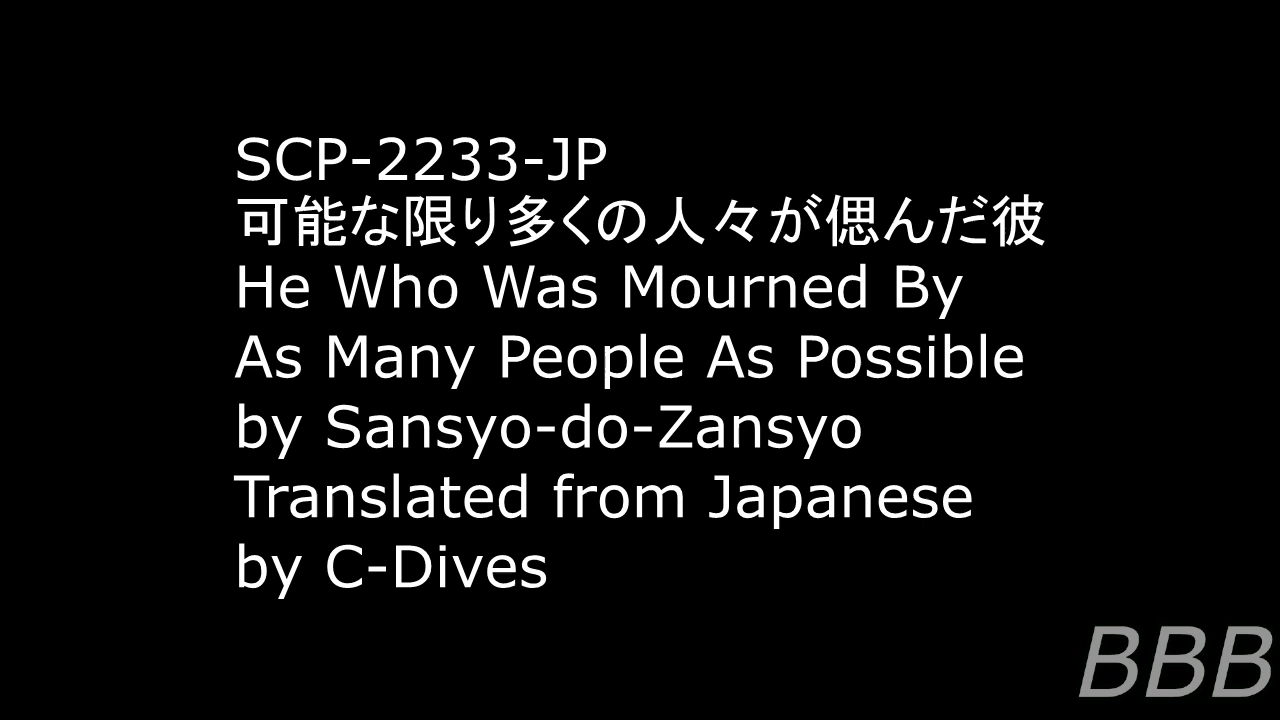 SCP-2233-JP
可能な限り多くの人々が偲んだ彼
He Who Was Mourned By
As Many People As Possible
by Sansyo-do-Zansyo
Translated from Japanese
by C-Dives
BBB